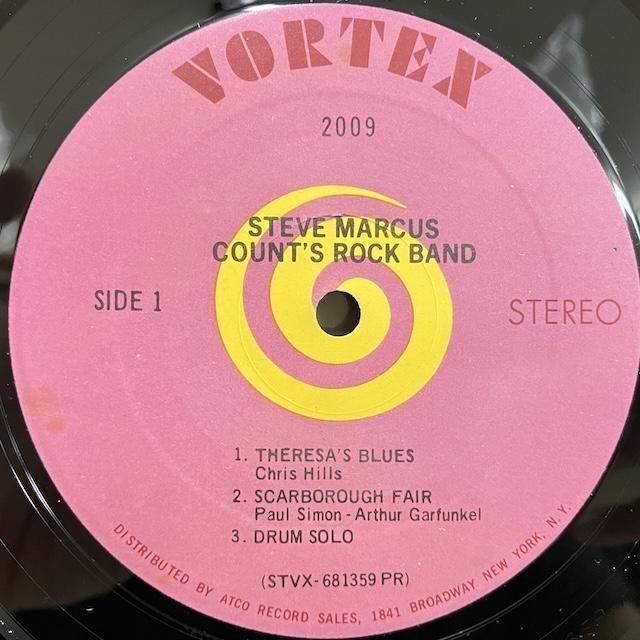 VORTEX
2009
STEVE MARCUS
COUNT'S ROCK BAND
SIDE 1
STEREO
1. THERESA'S BLUES
Chris Hills
2. SCARBOROUGH FAIR
Paul Simon - Arthur Garfunkel
3. DRUM SOLO
(STVX-681359 PR)
DISTRIBUTED BY ATCO RECORD SALES, 1841 BROADWAY NEW YORK, N.Y.